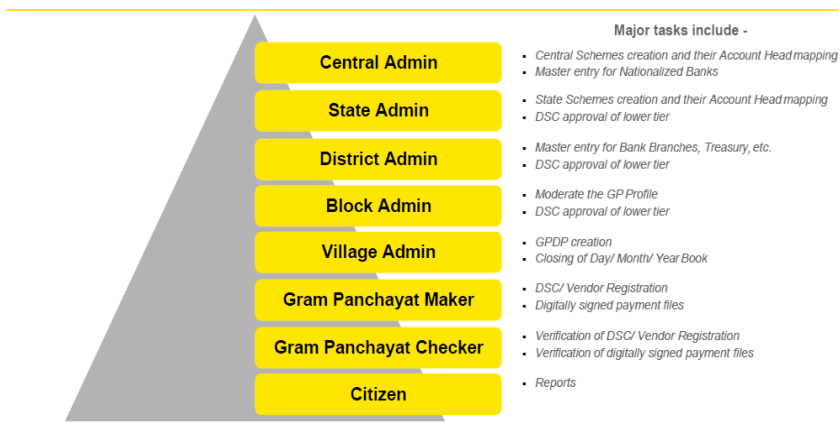 Major tasks include -
Central Admin
▪ Central Schemes creation and their Account Head mapping
▪ Master entry for Nationalized Banks
State Admin
▪ State Schemes creation and their Account Head mapping
▪ DSC approval of lower tier
District Admin
▪ Master entry for Bank Branches, Treasury, etc.
▪ DSC approval of lower tier
Block Admin
▪ Moderate the GP Profile
▪ DSC approval of lower tier
Village Admin
▪ GPDP creation
▪ Closing of Day/ Month/ Year Book
Gram Panchayat Maker
▪ DSC/ Vendor Registration
▪ Digitally signed payment files
Gram Panchayat Checker
▪ Verification of DSC/ Vendor Registration
▪ Verification of digitally signed payment files
Citizen
▪ Reports